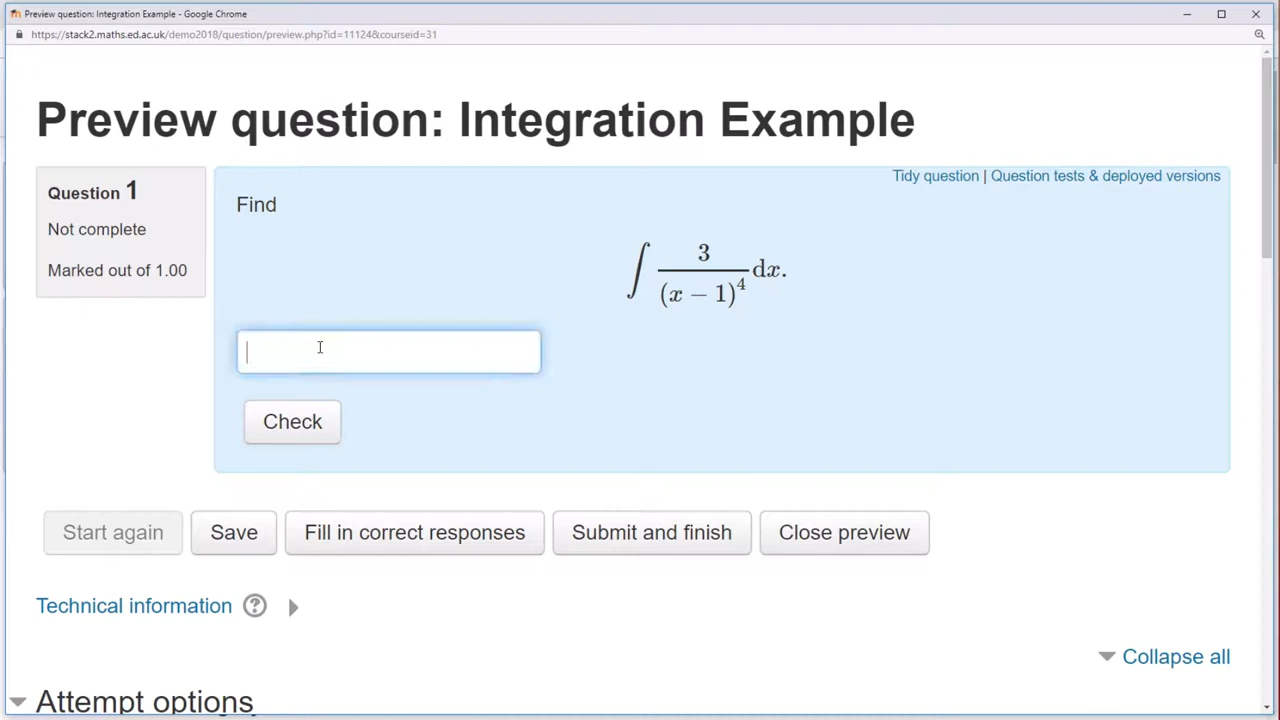 Preview question: Integration Example - Google Chrome
https://stack2.maths.ed.ac.uk/demo2018/question/preview.php?id=11124&courseid=31
Preview question: Integration Example
Question 1
Not complete
Marked out of 1.00
Tidy question | Question tests & deployed versions
Find
∫ 3/(x − 1)^4 dx.
Check
Start again Save Fill in correct responses Submit and finish Close preview
Technical information ?
Collapse all
Attempt options